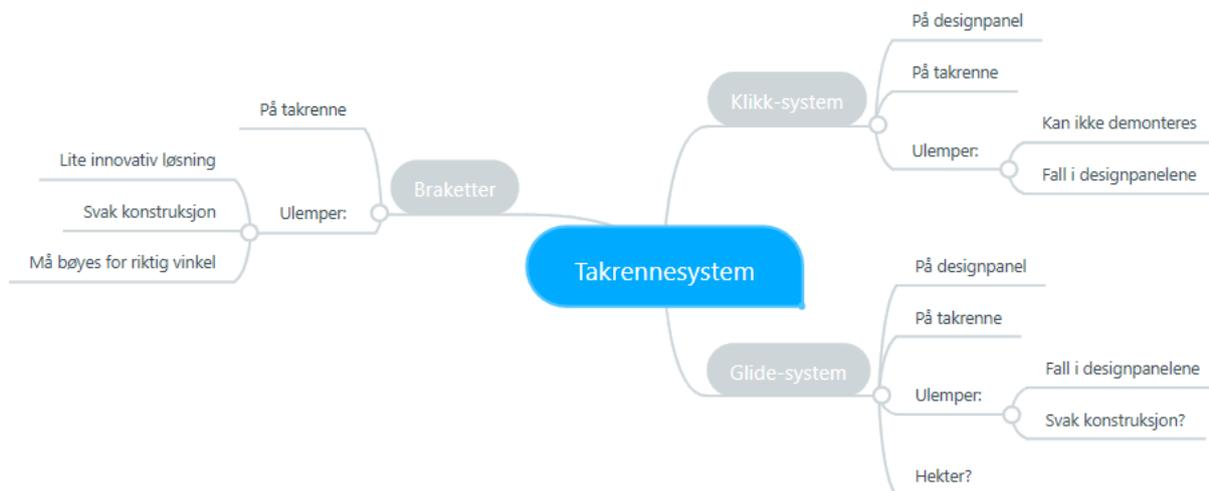 Takrennesystem
Braketter
På takrenne
Ulemper:
Lite innovativ løsning
Svak konstruksjon
Må bøyes for riktig vinkel
Klikk-system
På designpanel
På takrenne
Ulemper:
Kan ikke demonteres
Fall i designpanelene
Glide-system
På designpanel
På takrenne
Ulemper:
Fall i designpanelene
Svak konstruksjon?
Hekter?